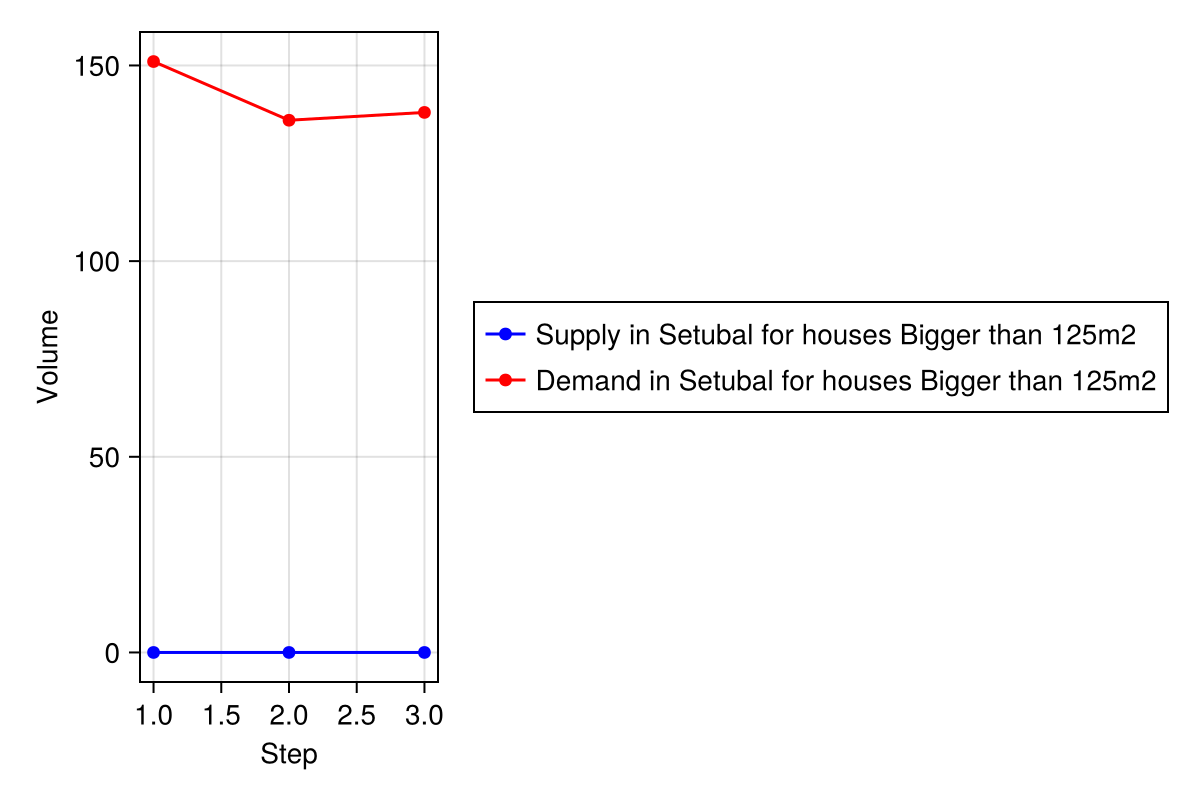 150
100
50
0
Volume
1.0 1.5 2.0 2.5 3.0
Step
Supply in Setubal for houses Bigger than 125m2
Demand in Setubal for houses Bigger than 125m2